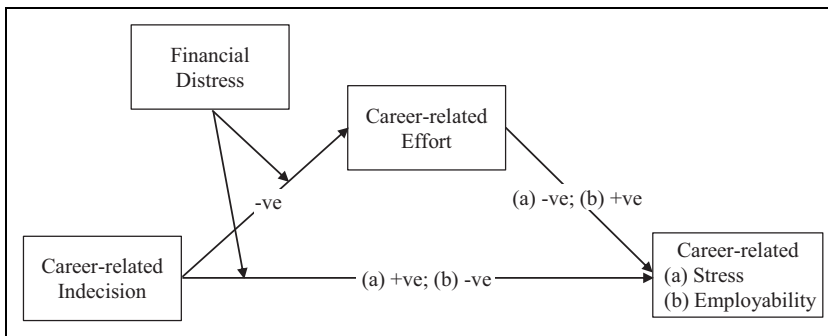 Financial
Distress
Career-related
Effort
-ve
(a) -ve; (b) +ve
Career-related
Indecision
(a) +ve; (b) -ve
Career-related
(a) Stress
(b) Employability